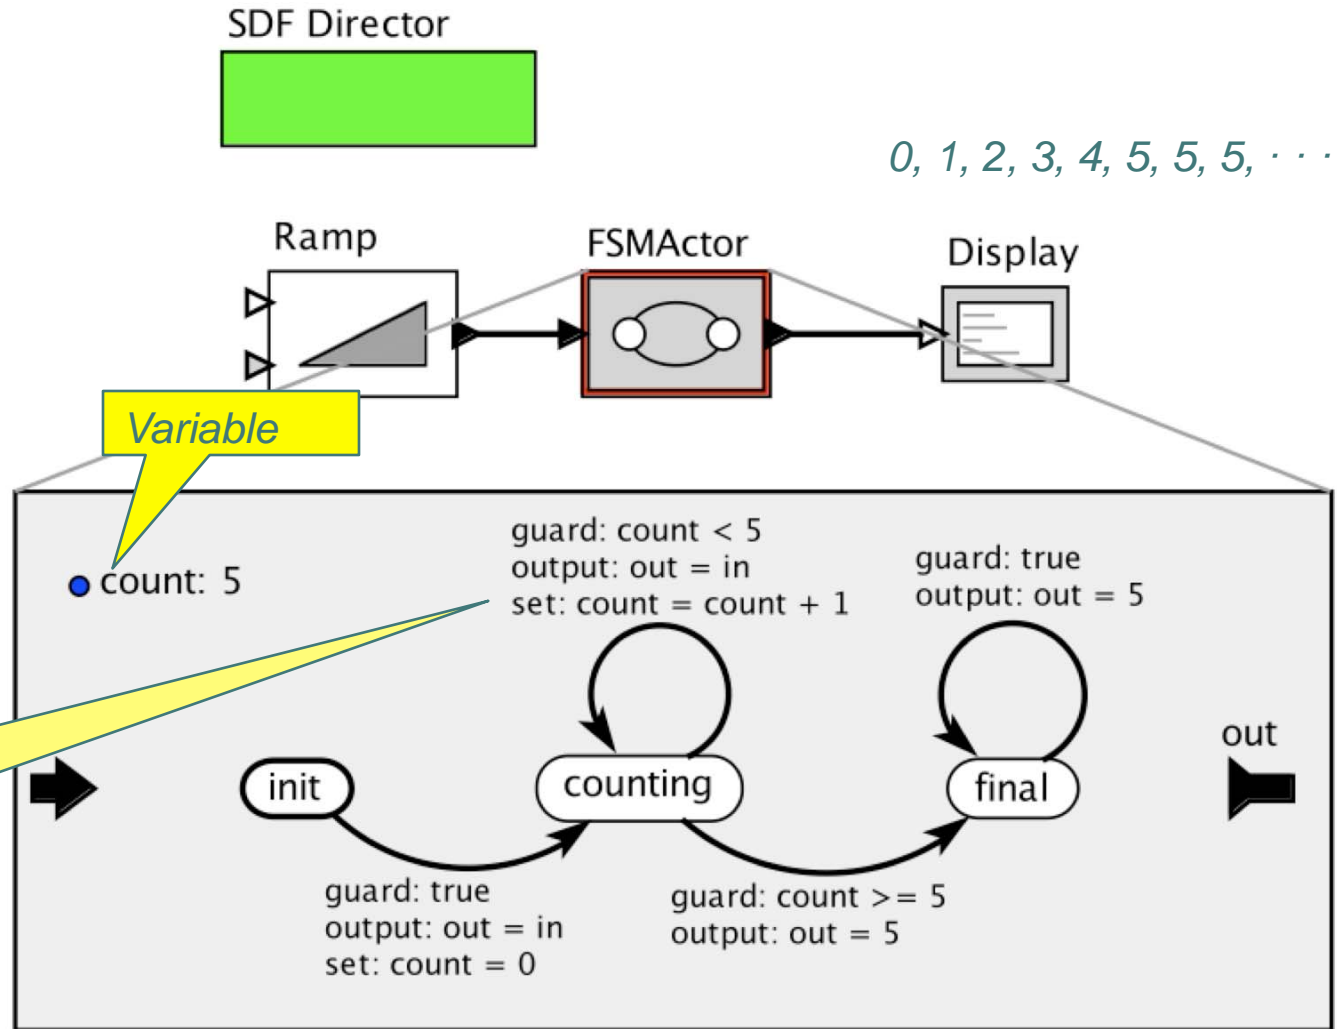 SDF Director
0, 1, 2, 3, 4, 5, 5, 5, · · ·
Ramp
FSMActor
Display
Variable
count: 5
guard: count < 5
output: out = in
set: count = count + 1
guard: true
output: out = 5
init
counting
final
out
guard: true
output: out = in
set: count = 0
guard: count >= 5
output: out = 5